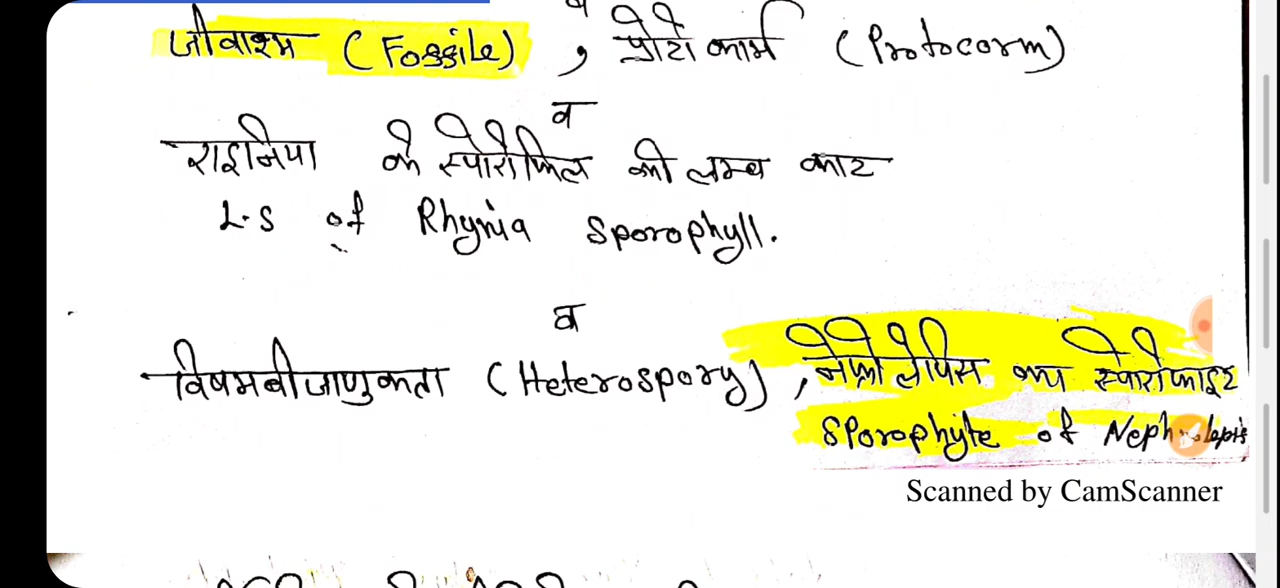 व
जीवाश्म (Fossile) , प्रोटोकार्म (Protocorm)
व
राइनिया के स्पोरोफिल की लम्ब काट
L.S of Rhynia Sporophyll.
व
विषमबीजाणुकता (Heterospory) , नेफ्रोलेपिस का स्पोरोफाइट
Sporophyte of Nephrolepis
Scanned by CamScanner